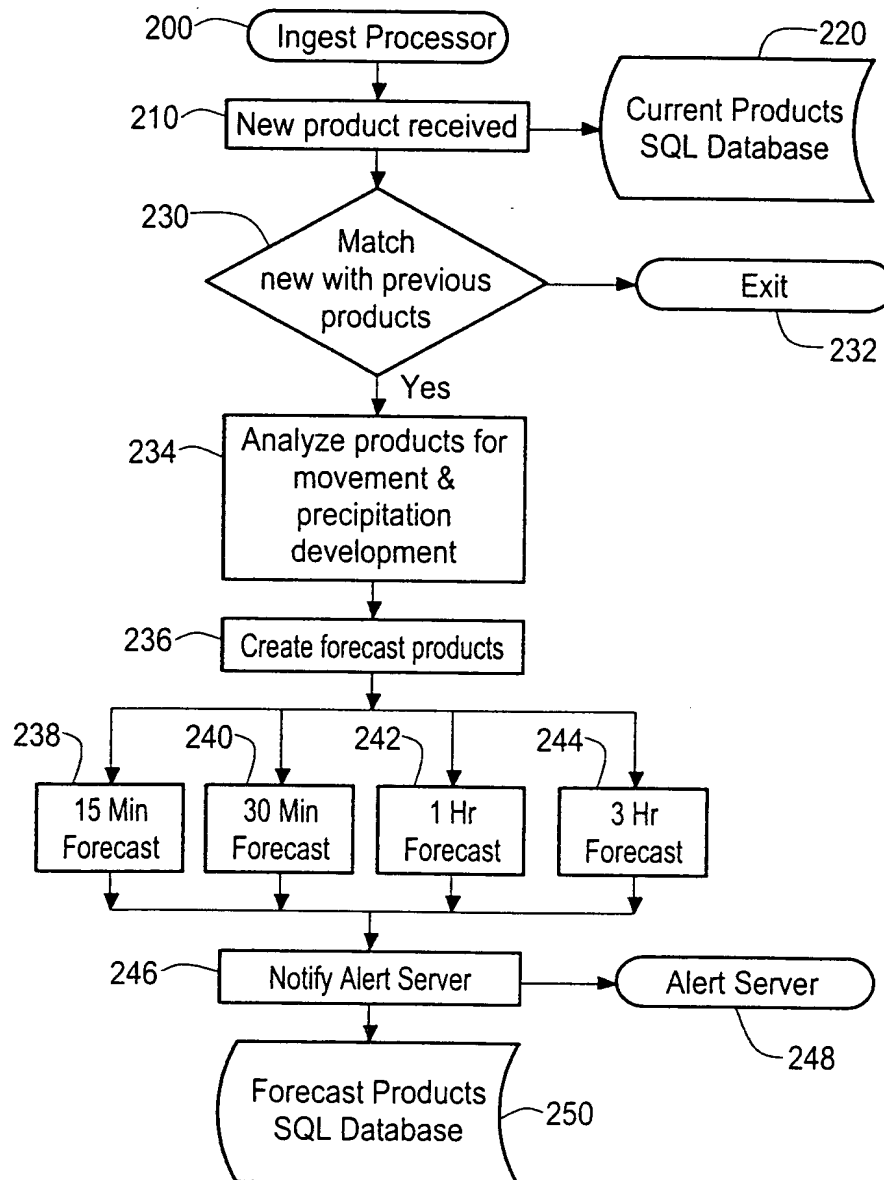 200
Ingest Processor
220
210
New product received
Current Products
SQL Database
230
Match
new with previous
products
Exit
232
Yes
234
Analyze products for
movement &
precipitation
development
236
Create forecast products
238
240
242
244
15 Min
Forecast
30 Min
Forecast
1 Hr
Forecast
3 Hr
Forecast
246
Notify Alert Server
Alert Server
248
Forecast Products
SQL Database
250